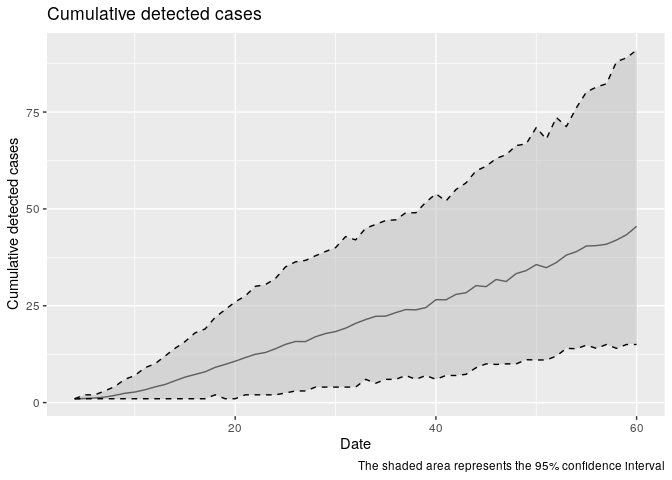 Cumulative detected cases
Cumulative detected cases
75
50
25
0
20
40
60
Date
The shaded area represents the 95% confidence interval